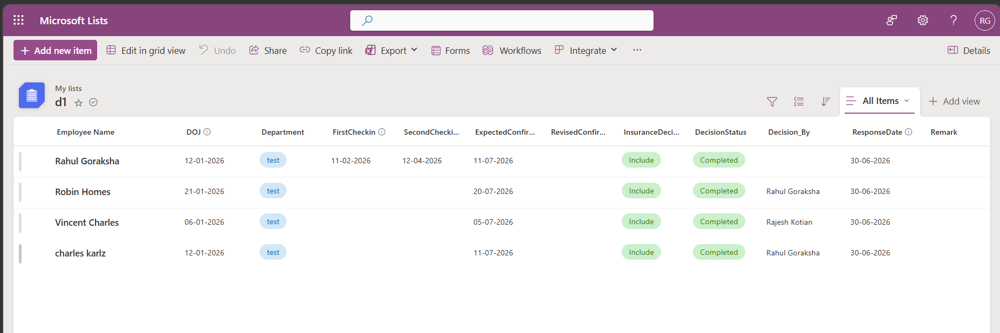 Microsoft Lists
RG
Add new item Edit in grid view Undo Share Copy link Export Forms Workflows Integrate ... Details
My lists
d1
All Items Add view
Employee Name DOJ Department FirstCheckin SecondChecki... ExpectedConfir... RevisedConfir... InsuranceDeci... DecisionStatus Decision_By ResponseDate Remark
Rahul Goraksha 12-01-2026 test 11-02-2026 12-04-2026 11-07-2026 Include Completed 30-06-2026
Robin Homes 21-01-2026 test 20-07-2026 Include Completed Rahul Goraksha 30-06-2026
Vincent Charles 06-01-2026 test 05-07-2026 Include Completed Rajesh Kotian 30-06-2026
charles karlz 12-01-2026 test 11-07-2026 Include Completed Rahul Goraksha 30-06-2026